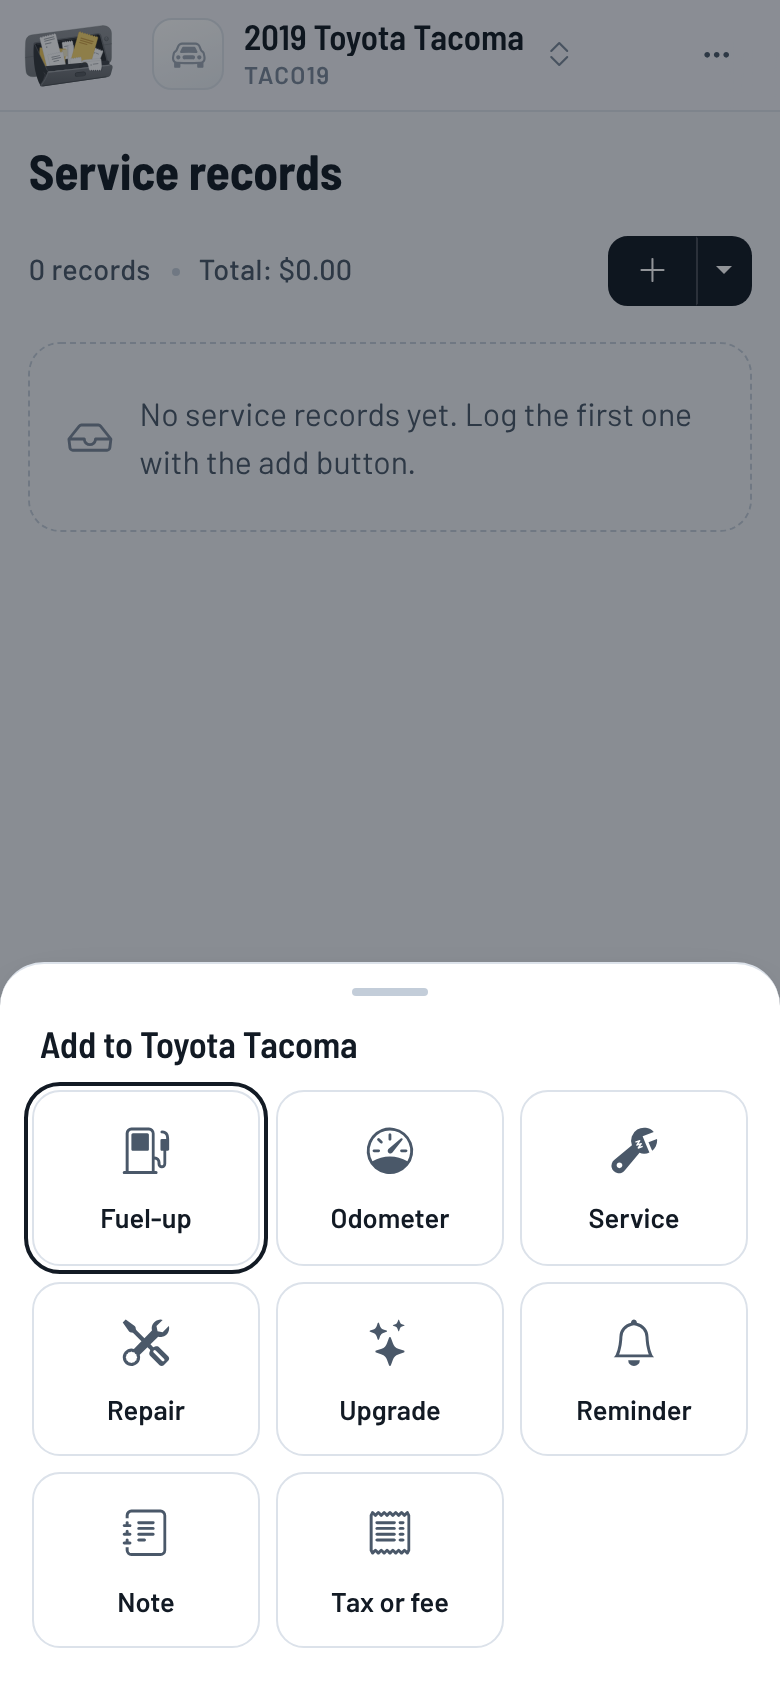 2019 Toyota Tacoma
TACO19
Service records
0 records • Total: $0.00
No service records yet. Log the first one
with the add button.
Add to Toyota Tacoma
Fuel-up
Odometer
Service
Repair
Upgrade
Reminder
Note
Tax or fee